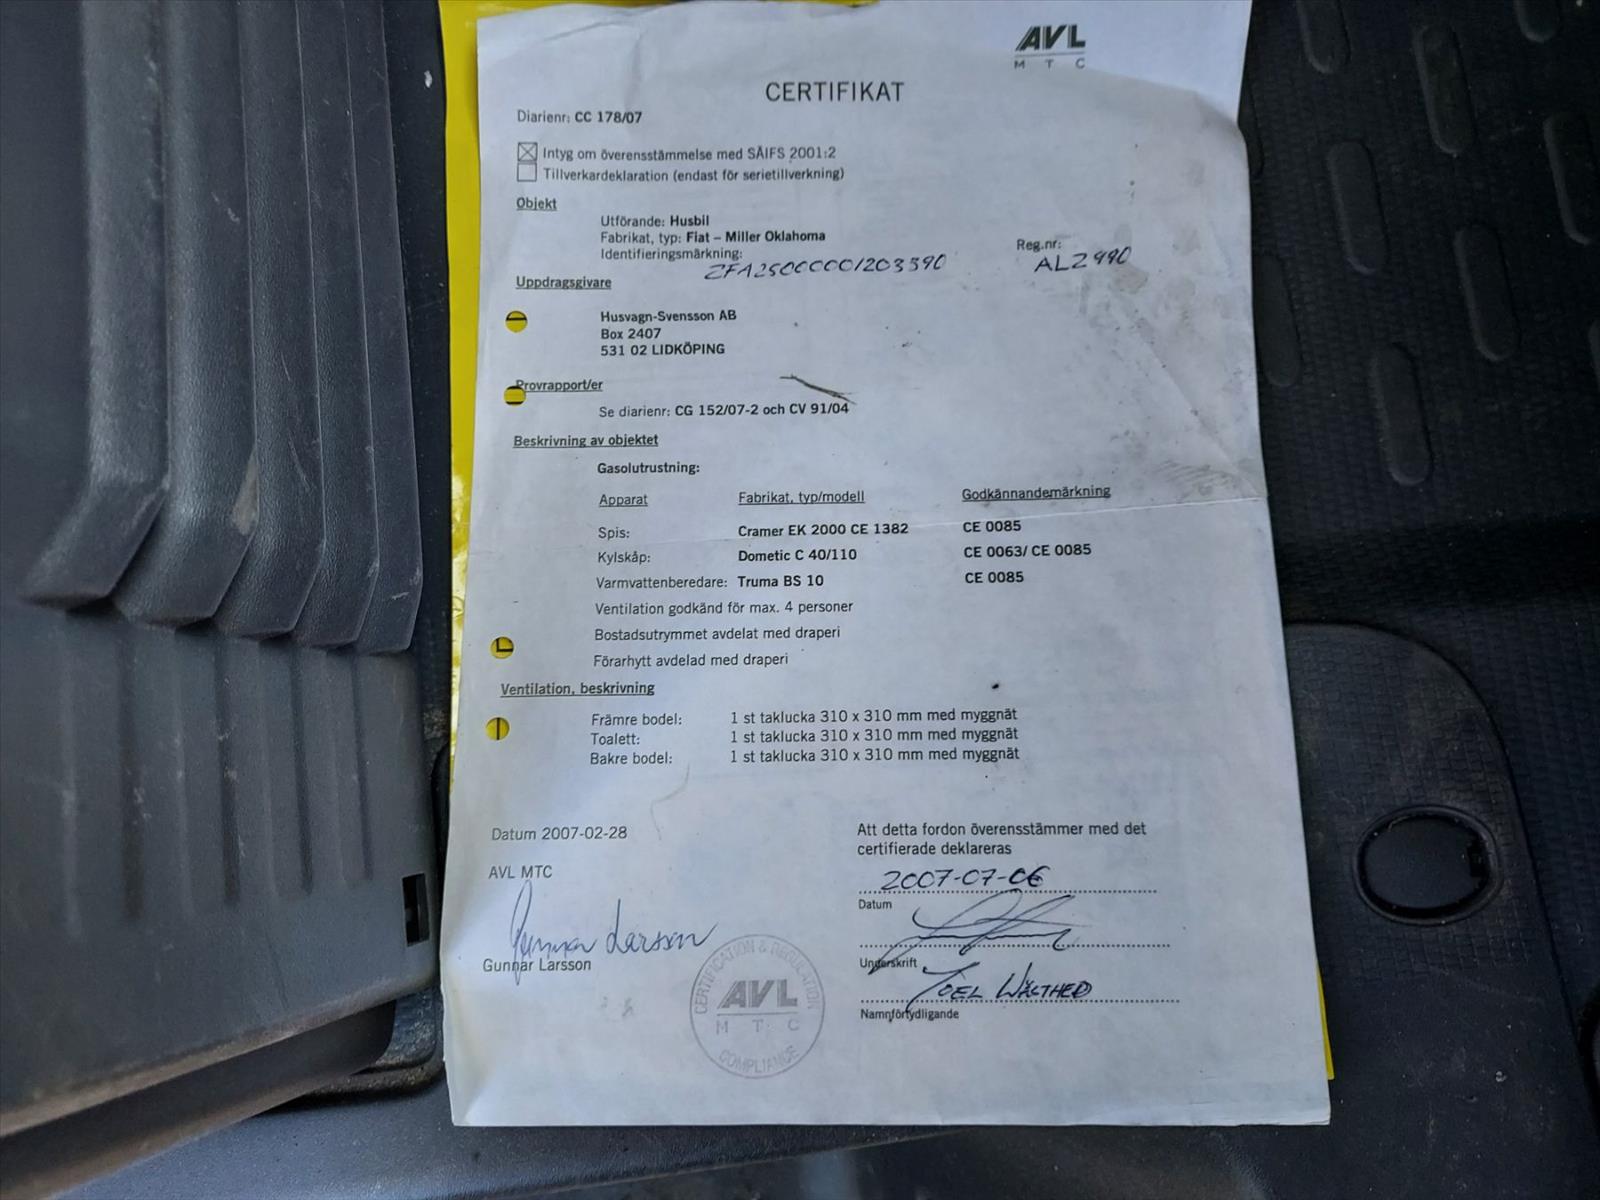 AVL
M T C
CERTIFIKAT
Diarienr: CC 178/07
Intyg om överensstämmelse med SÄIFS 2001:2
Tillverkardeklaration (endast för serietillverkning)
Objekt
Utförande: Husbil
Fabrikat, typ: Fiat – Miller Oklahoma
Identifieringsmärkning: ZFA25000001203590
Reg.nr: ALZ990
Uppdragsgivare
Husvagn-Svensson AB
Box 2407
531 02 LIDKÖPING
Provrapport/er
Se diarienr: CG 152/07-2 och CV 91/04
Beskrivning av objektet
Gasolutrustning:
Apparat Fabrikat, typ/modell Godkännandemärkning
Spis: Cramer EK 2000 CE 1382 CE 0085
Kylskåp: Dometic C 40/110 CE 0063/ CE 0085
Varmvattenberedare: Truma BS 10 CE 0085
Ventilation godkänd för max. 4 personer
Bostadsutrymmet avdelat med draperi
Förarhytt avdelad med draperi
Ventilation, beskrivning
Främre bodel: 1 st taklucka 310 x 310 mm med myggnät
Toalett: 1 st taklucka 310 x 310 mm med myggnät
Bakre bodel: 1 st taklucka 310 x 310 mm med myggnät
Datum 2007-02-28
AVL MTC
Gunnar Larsson
Gunnar Larsson
CERTIFICATION & REGULATION
AVL
M T C
COMPLIANCE
Att detta fordon överensstämmer med det
certifierade deklareras
2007-07-06
Datum
Underskrift
JOEL WÄLTHED
Namnförtydligande